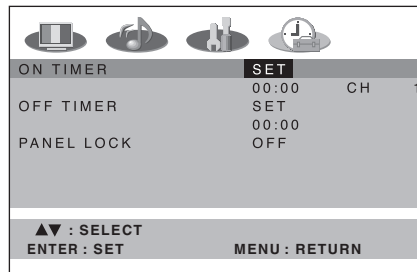 ON TIMER SET
00:00 CH 1
OFF TIMER SET
00:00
PANEL LOCK OFF
▲▼ : SELECT
ENTER : SET MENU : RETURN